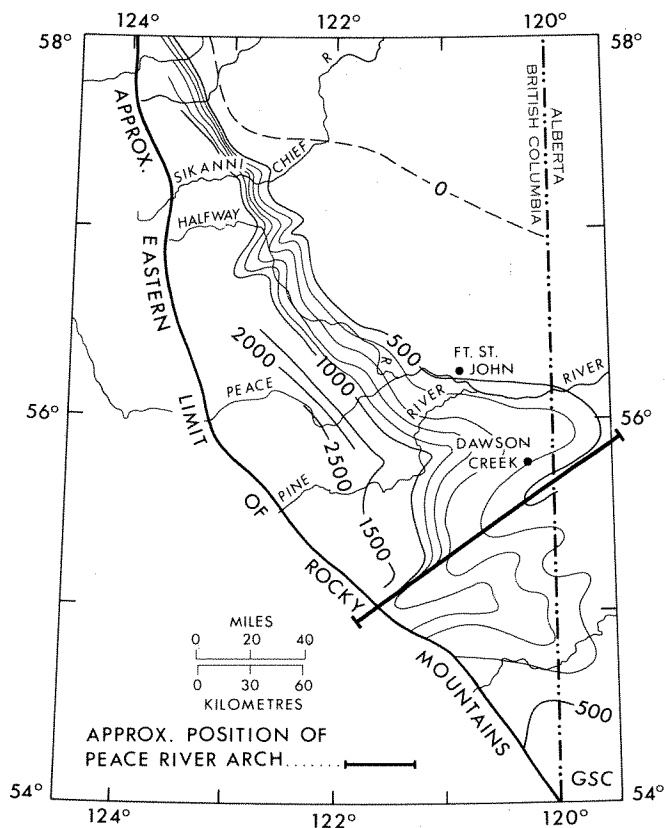 124°
122°
120°
58°
58°
APPROX.
EASTERN
LIMIT
OF
ROCKY
MOUNTAINS
R
SIKANNI
CHIEF
HALFWAY
R
0
ALBERTA
BRITISH COLUMBIA
2000
1000
500
FT. ST.
JOHN
PEACE
RIVER
RIVER
56°
56°
DAWSON
CREEK
2500
PINE
1500
MILES
0 20 40
0 30 60
KILOMETRES
APPROX. POSITION OF
PEACE RIVER ARCH.......
500
GSC
54°
54°
124°
122°
120°